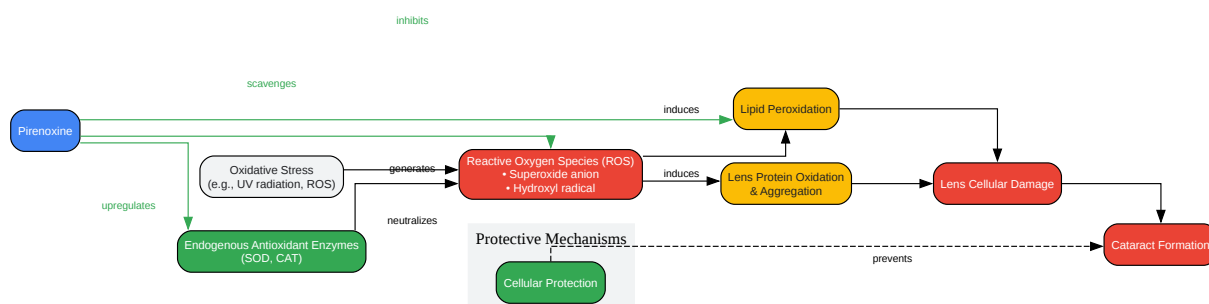 inhibits
scavenges
Pirenoxine
induces
Lipid Peroxidation
Oxidative Stress
(e.g., UV radiation, ROS)
generates
Reactive Oxygen Species (ROS)
• Superoxide anion
• Hydroxyl radical
induces
Lens Protein Oxidation
& Aggregation
Lens Cellular Damage
upregulates
neutralizes
Endogenous Antioxidant Enzymes
(SOD, CAT)
Protective Mechanisms
Cellular Protection
prevents
Cataract Formation